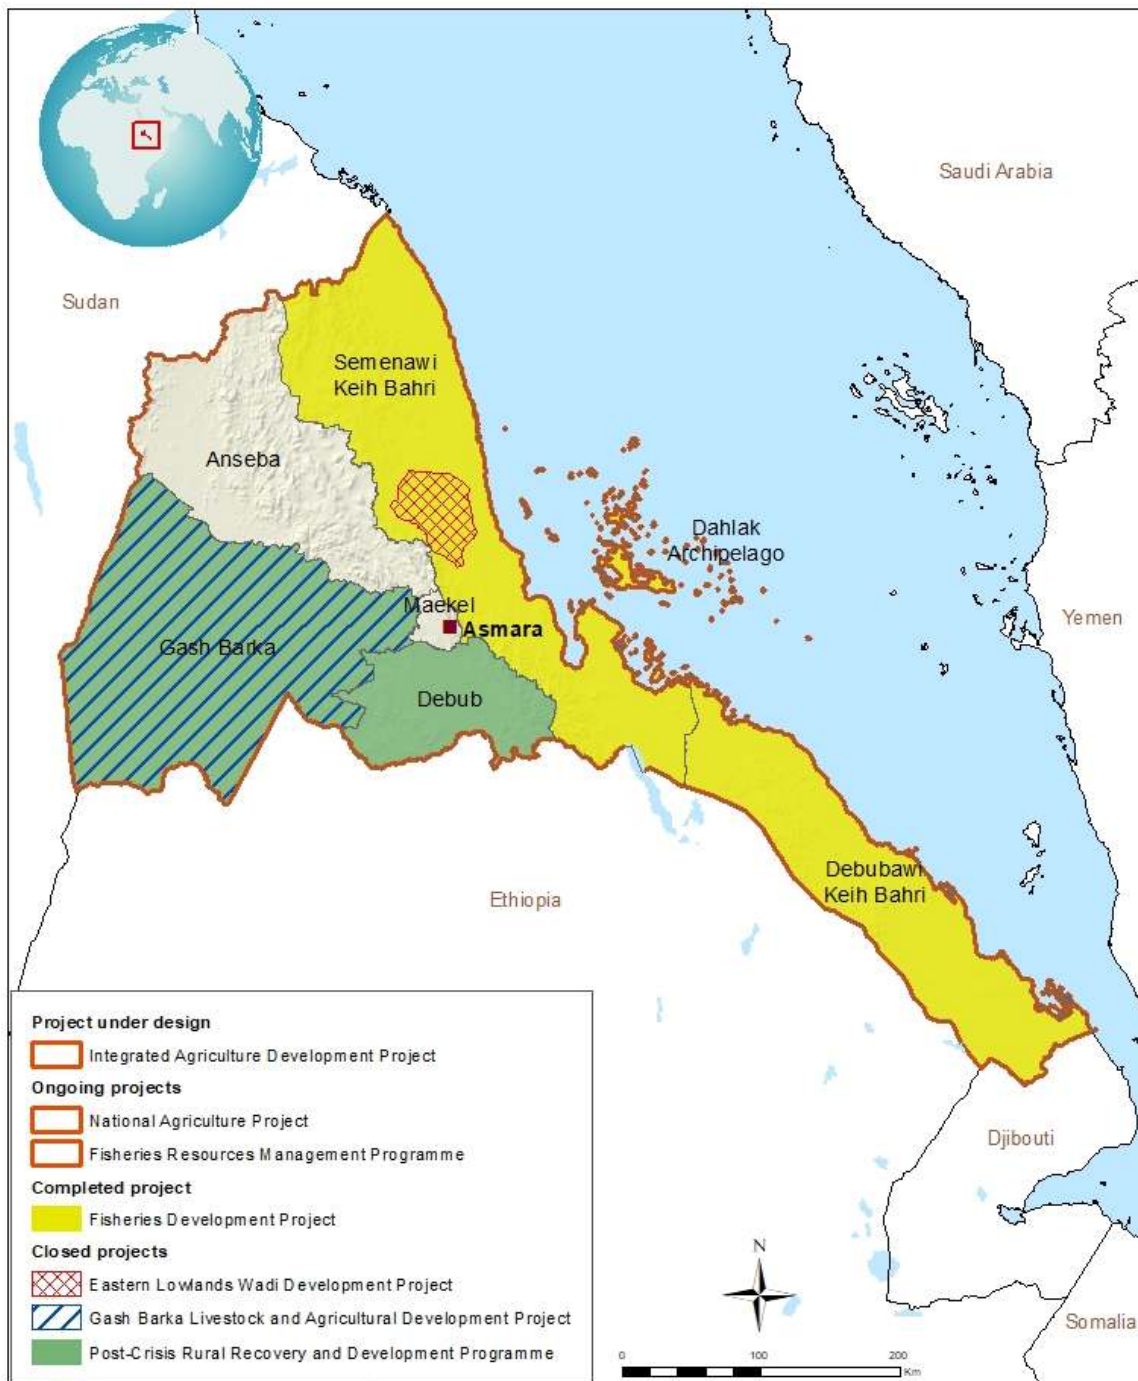 Saudi Arabia
Sudan
Semenawi
Keih Bahri
Anseba
Dahlak
Archipelago
Maekel
Asmara
Yemen
Gash Barka
Debub
Debubawi
Keih Bahri
Ethiopia
Djibouti
Somalia
Project under design
Integrated Agriculture Development Project
Ongoing projects
National Agriculture Project
Fisheries Resources Management Programme
Completed project
Fisheries Development Project
Closed projects
Eastern Lowlands Wadi Development Project
Gash Barka Livestock and Agricultural Development Project
Post-Crisis Rural Recovery and Development Programme
N
0 100 200
Km